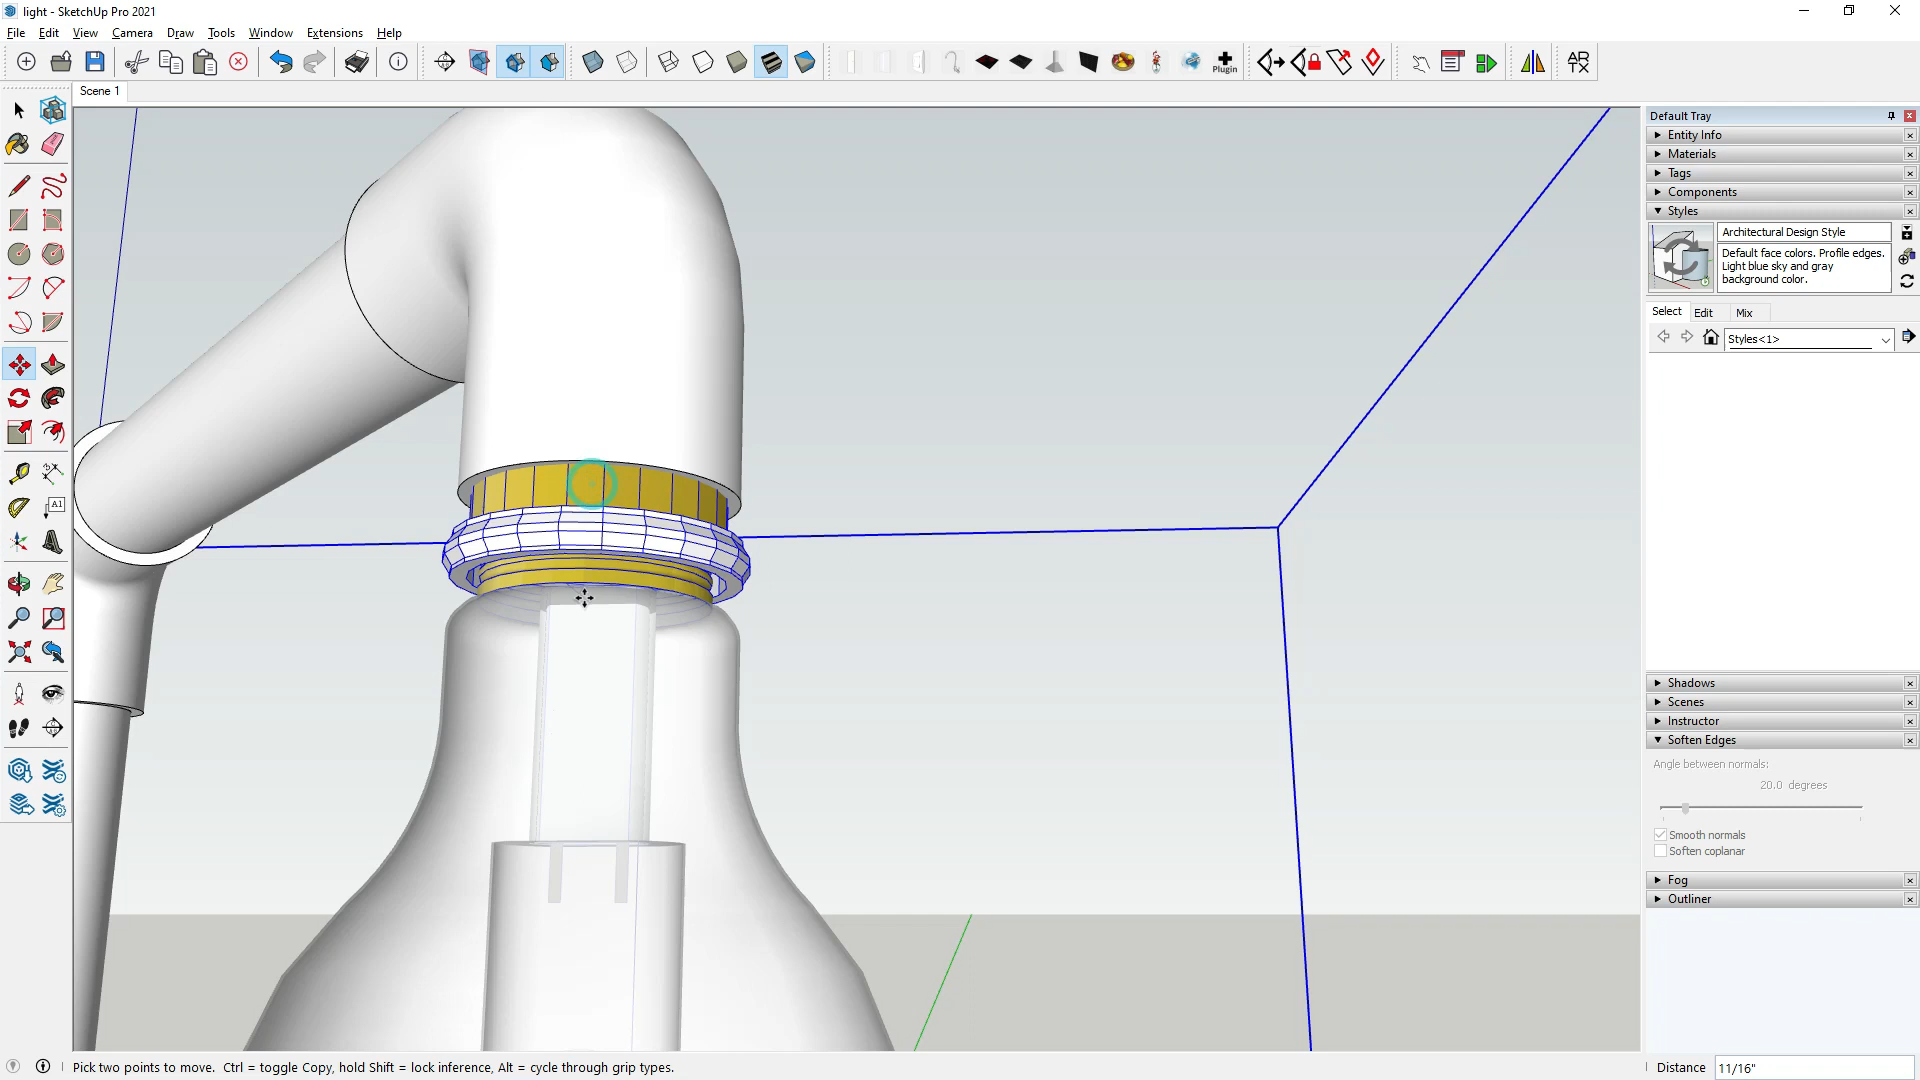 light - SketchUp Pro 2021
File Edit View Camera Draw Tools Window Extensions Help
Plugin
AR
TX
Scene 1
A1
Default Tray
Entity Info
Materials
Tags
Components
Styles
Architectural Design Style
Default face colors. Profile edges.
Light blue sky and gray
background color.
Select Edit Mix
Styles<1>
Shadows
Scenes
Instructor
Soften Edges
Angle between normals:
20.0 degrees
Smooth normals
Soften coplanar
Fog
Outliner
Pick two points to move. Ctrl = toggle Copy, hold Shift = lock inference, Alt = cycle through grip types.
Distance 11/16"